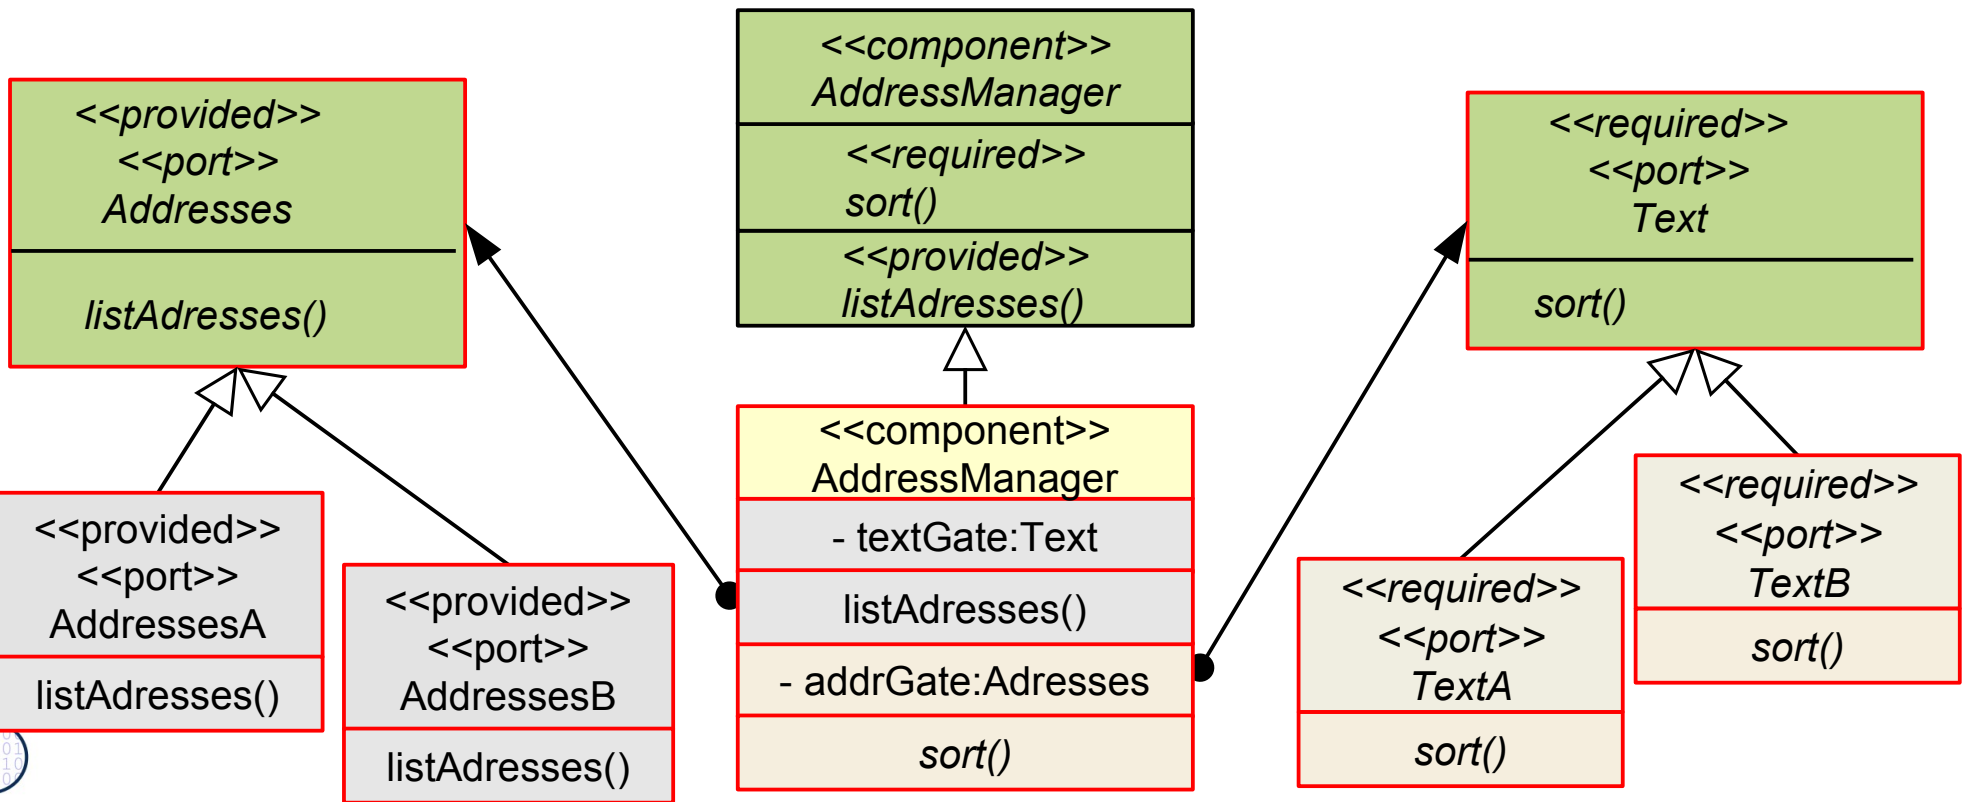 <<component>>
AddressManager
<<required>>
sort()
<<provided>>
listAdresses()
<<provided>>
<<port>>
Addresses
listAdresses()
<<required>>
<<port>>
Text
sort()
<<component>>
AddressManager
- textGate:Text
listAdresses()
- addrGate:Adresses
sort()
<<provided>>
<<port>>
AddressesA
listAdresses()
<<provided>>
<<port>>
AddressesB
listAdresses()
<<required>>
<<port>>
TextA
sort()
<<required>>
<<port>>
TextB
sort()